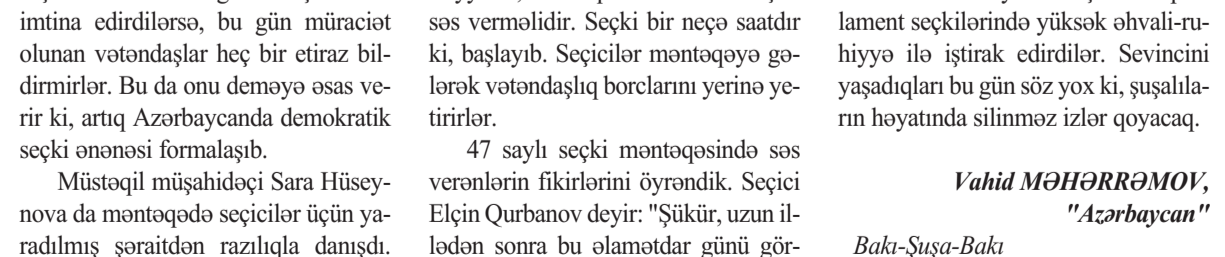 imtina edirdilərsə, bu gün müraciət
olunan vətəndaşlar heç bir etiraz bil-
dirmirlər. Bu da onu deməyə əsas ve-
rir ki, artıq Azərbaycanda demokratik
seçki ənənəsi formalaşıb.
Müstəqil müşahidəçi Sara Hüsey-
nova da məntəqədə seçicilər üçün ya-
radılmış şəraitdən razılıqla danışdı.
səs verməlidir. Seçki bir neçə saatdır
ki, başlayıb. Seçicilər məntəqəyə gə-
lərək vətəndaşlıq borclarını yerinə ye-
tirirlər.
47 saylı seçki məntəqəsində səs
verənlərin fikirlərini öyrəndik. Seçici
Elçin Qurbanov deyir: "Şükür, uzun il-
lədən sonra bu əlamətdar günü gör-
lament seçkilərində yüksək əhvali-ru-
hiyyə ilə iştirak edirdilər. Sevincini
yaşadıqları bu gün söz yox ki, şuşalıla-
rın həyatında silinməz izlər qoyacaq.
Vahid MƏHƏRRƏMOV,
"Azərbaycan"
Bakı-Şuşa-Bakı